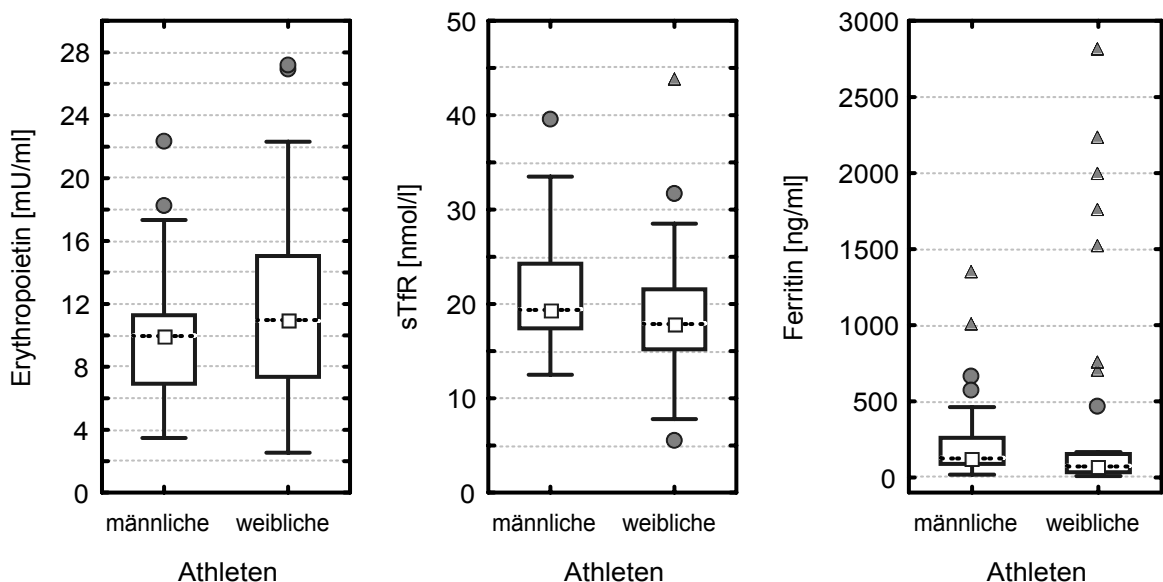 Erythropoietin [mU/ml]
28
24
20
16
12
8
4
0
männliche weibliche
Athleten
sTfR [nmol/l]
50
40
30
20
10
0
männliche weibliche
Athleten
Ferritin [ng/ml]
3000
2500
2000
1500
1000
500
0
männliche weibliche
Athleten